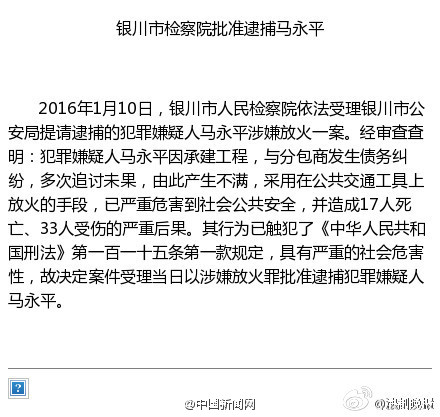 银川市检察院批准逮捕马永平
2016年1月10日，银川市人民检察院依法受理银川市公
安局提请逮捕的犯罪嫌疑人马永平涉嫌放火一案。经审查查
明：犯罪嫌疑人马永平因承建工程，与分包商发生债务纠
纷，多次追讨未果，由此产生不满，采用在公共交通工具上
放火的手段，已严重危害到社会公共安全，并造成17人死
亡、33人受伤的严重后果。其行为已触犯了《中华人民共和
国刑法》第一百一十五条第一款规定，具有严重的社会危害
性，故决定案件受理当日以涉嫌放火罪批准逮捕犯罪嫌疑人
马永平。
@中国新闻网
@法制晚报